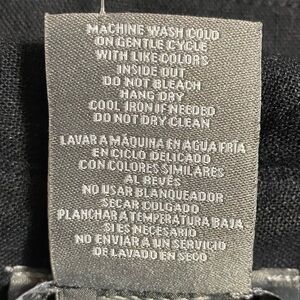 MACHINE WASH COLD
ON GENTLE CYCLE
WITH LIKE COLORS
INSIDE OUT
DO NOT BLEACH
HANG DRY
COOL IRON IF NEEDED
DO NOT DRY CLEAN
LAVAR A MÁQUINA EN AGUA FRÍA
EN CICLO DELICADO
CON COLORES SIMILARES
AL REVÉS
NO USAR BLANQUEADOR
SECAR COLGADO
PLANCHAR A TEMPERATURA BAJA
SI ES NECESARIO
NO ENVIAR A UN SERVICIO
DE LAVADO EN SECO